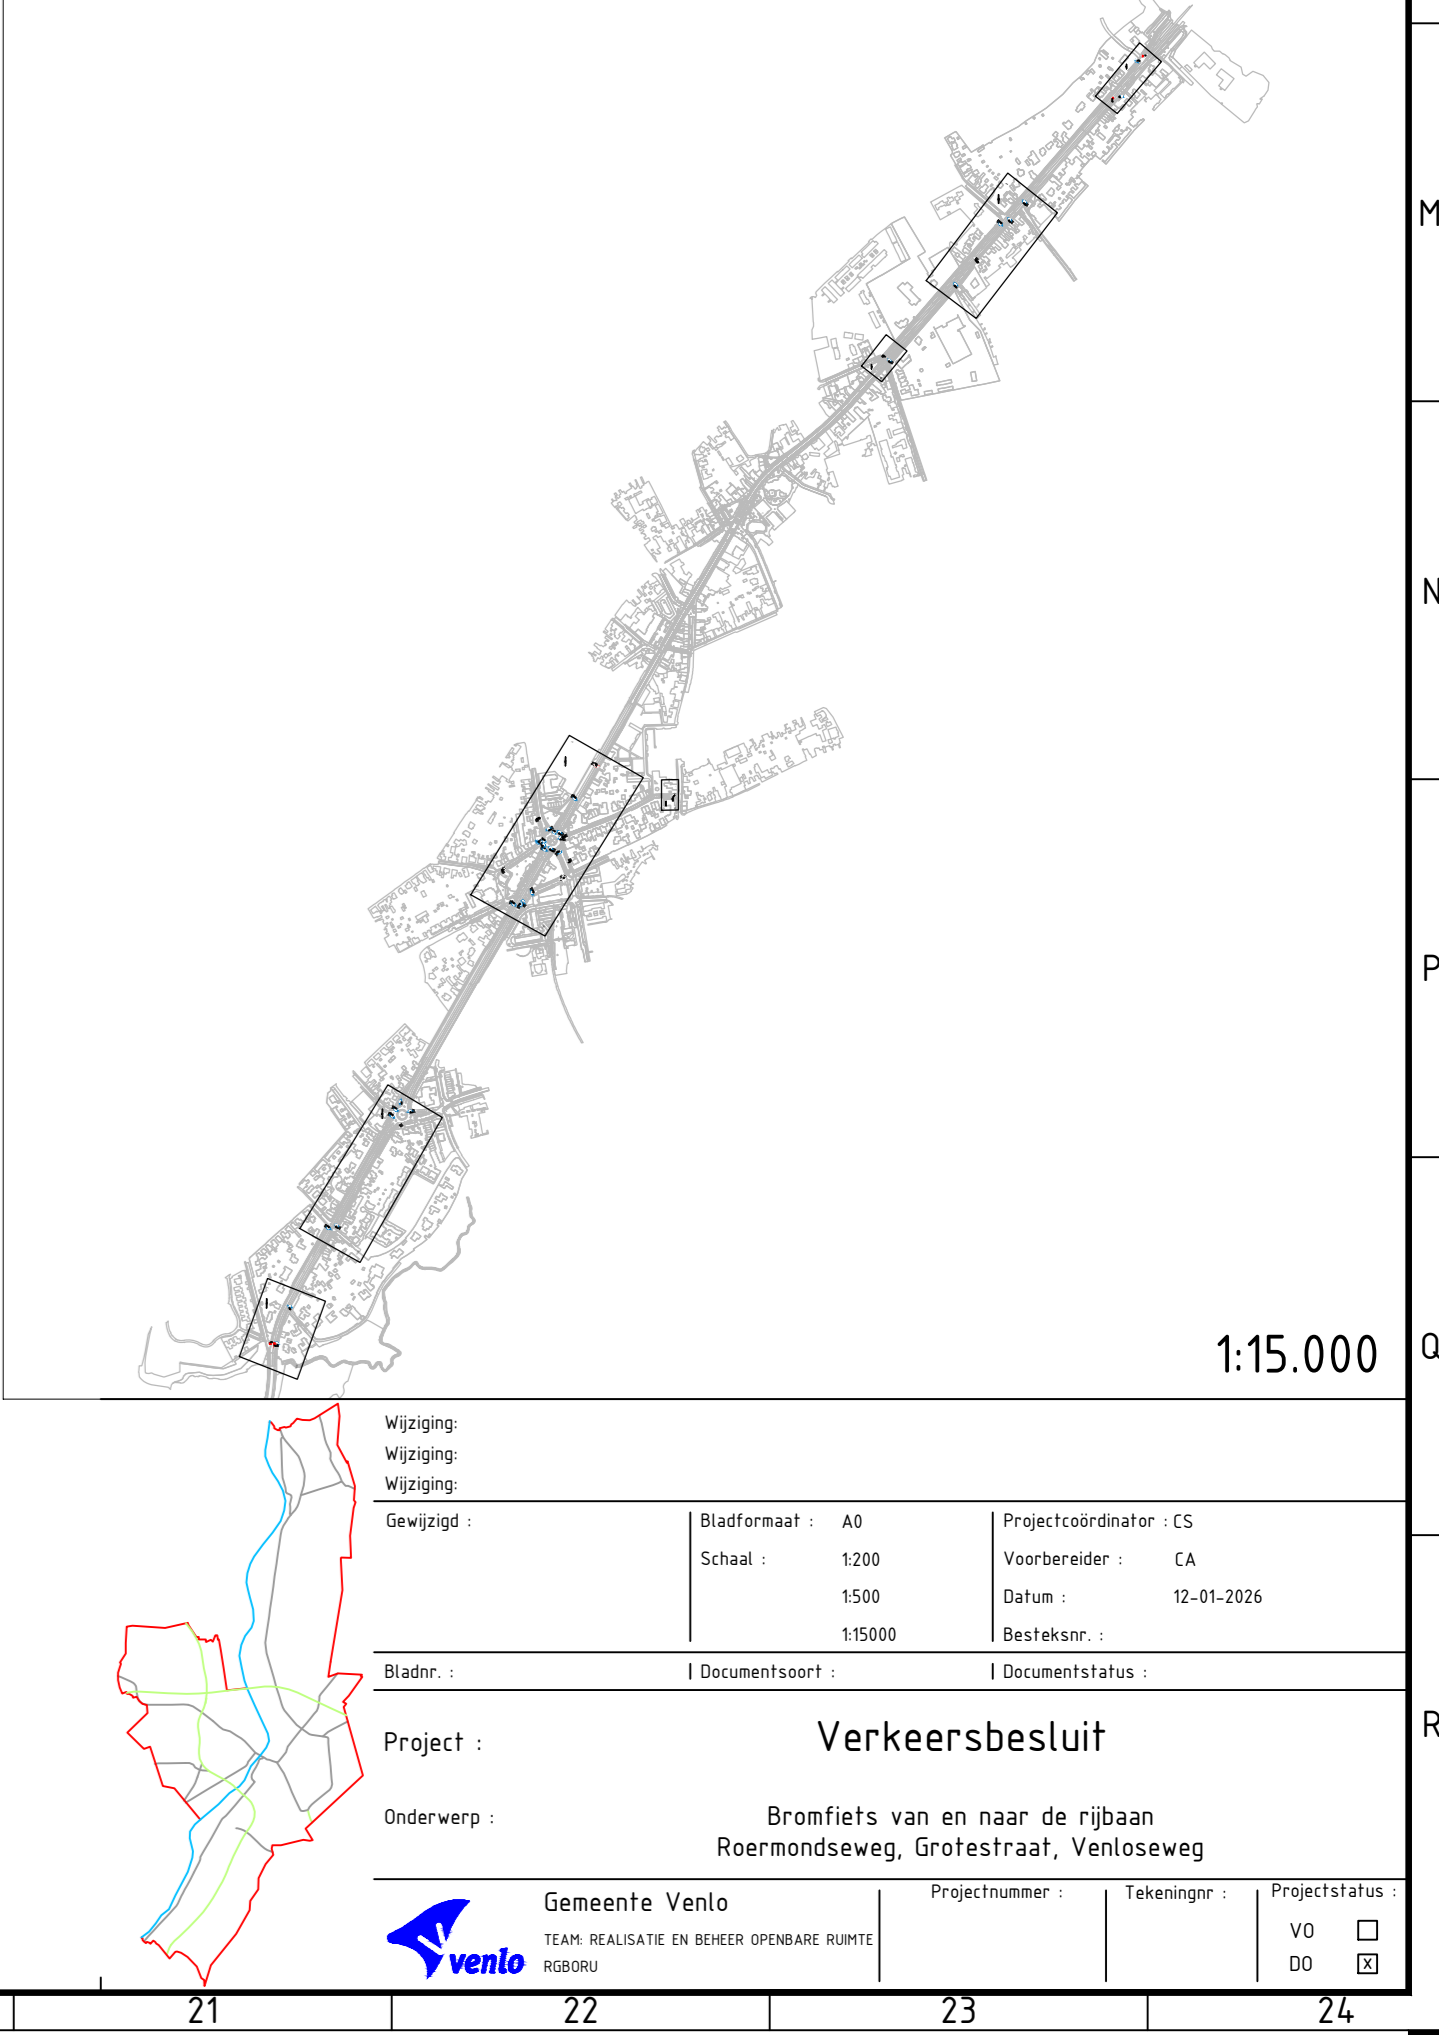 M
N
P
1:15.000
Q
Wijziging:
Wijziging:
Wijziging:
Gewijzigd :
Bladformaat : A0
Projectcoördinator : CS
Schaal : 1:200
Voorbereider : CA
1:500
Datum : 12-01-2026
1:15000
Besteksnr. :
Bladnr. :
Documentsoort :
Documentstatus :
R
Project : Verkeersbesluit
Onderwerp : Bromfiets van en naar de rijbaan
Roermondseweg, Grotestraat, Venloseweg
venlo
Gemeente Venlo
TEAM: REALISATIE EN BEHEER OPENBARE RUIMTE
RGBORU
Projectnummer :
Tekeningnr :
Projectstatus :
VO
DO X
21 22 23 24